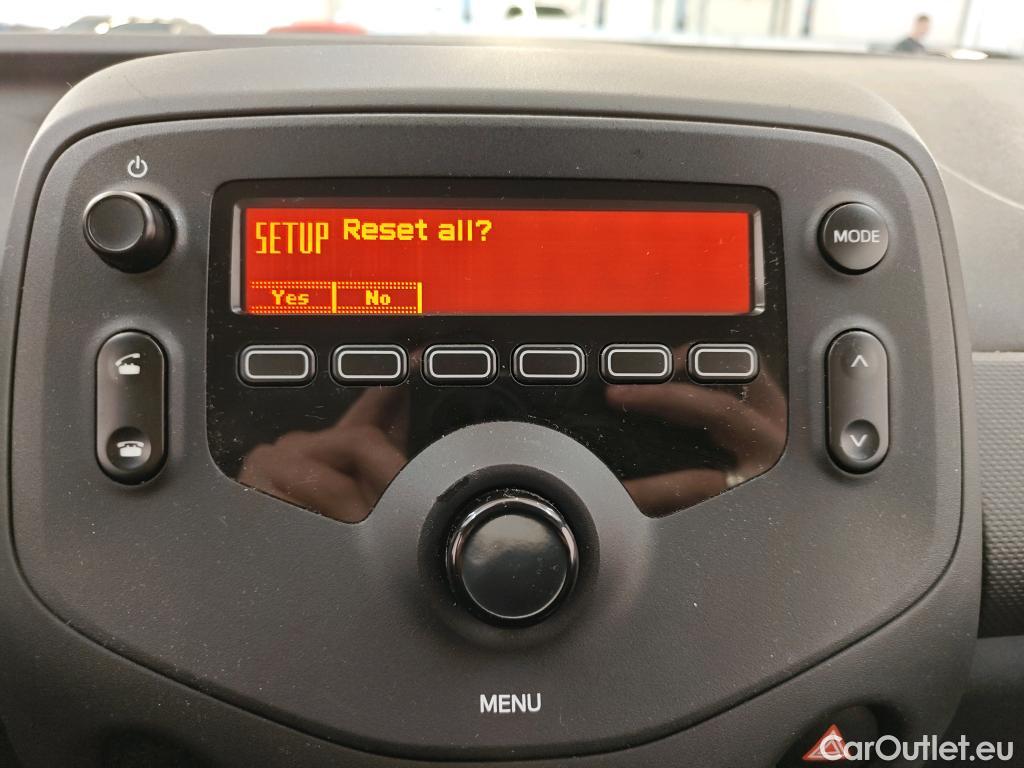 SETUP Reset all?
Yes No
MODE
MENU
CarOutlet.eu